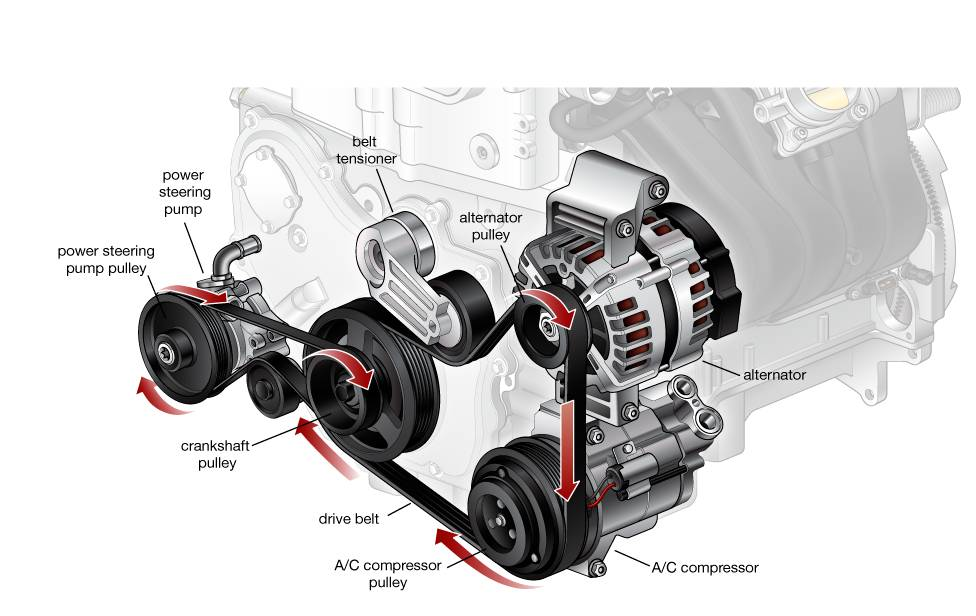 belt
tensioner
power
steering
pump
alternator
pulley
power steering
pump pulley
alternator
crankshaft
pulley
drive belt
A/C compressor
pulley
A/C compressor